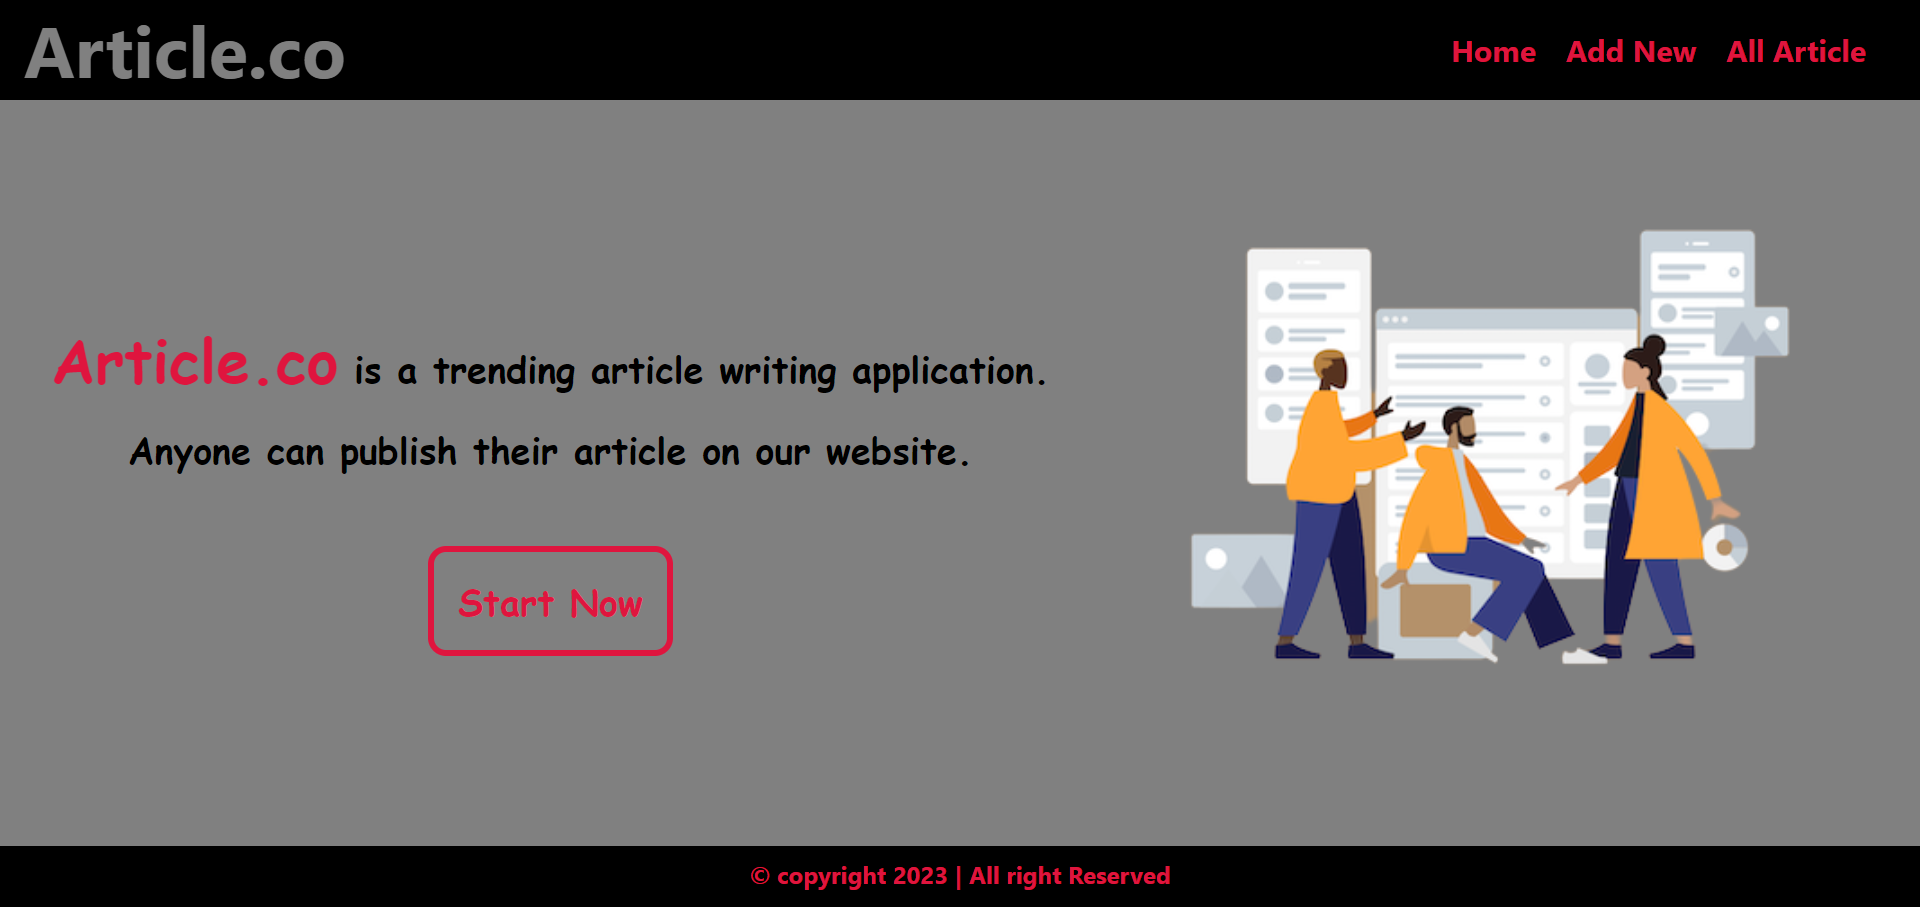 Article.co
Home Add New All Article
Article.co is a trending article writing application.
Anyone can publish their article on our website.
Start Now
© copyright 2023 | All right Reserved